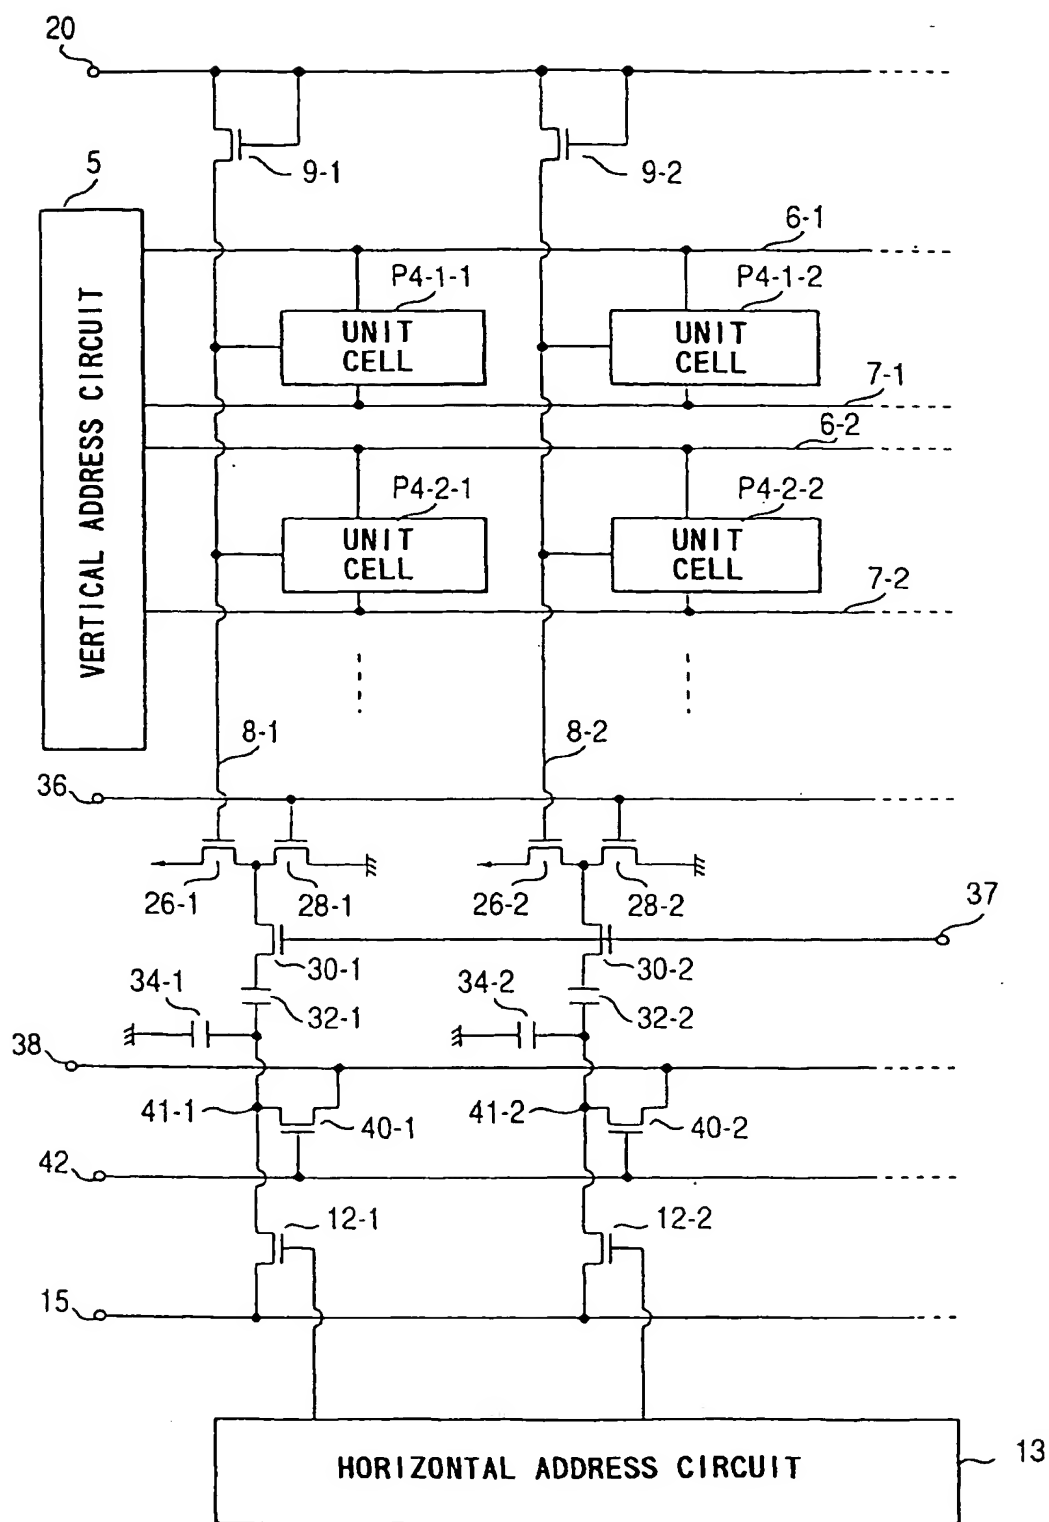 20
9-1
9-2
5
6-1
P4-1-1
P4-1-2
UNIT
CELL
UNIT
CELL
7-1
6-2
VERTICAL ADDRESS CIRCUIT
P4-2-1
P4-2-2
UNIT
CELL
UNIT
CELL
7-2
8-1
8-2
36
26-1
28-1
26-2
28-2
37
30-1
30-2
34-1
34-2
32-1
32-2
38
41-1
40-1
41-2
40-2
42
12-1
12-2
15
HORIZONTAL ADDRESS CIRCUIT
13